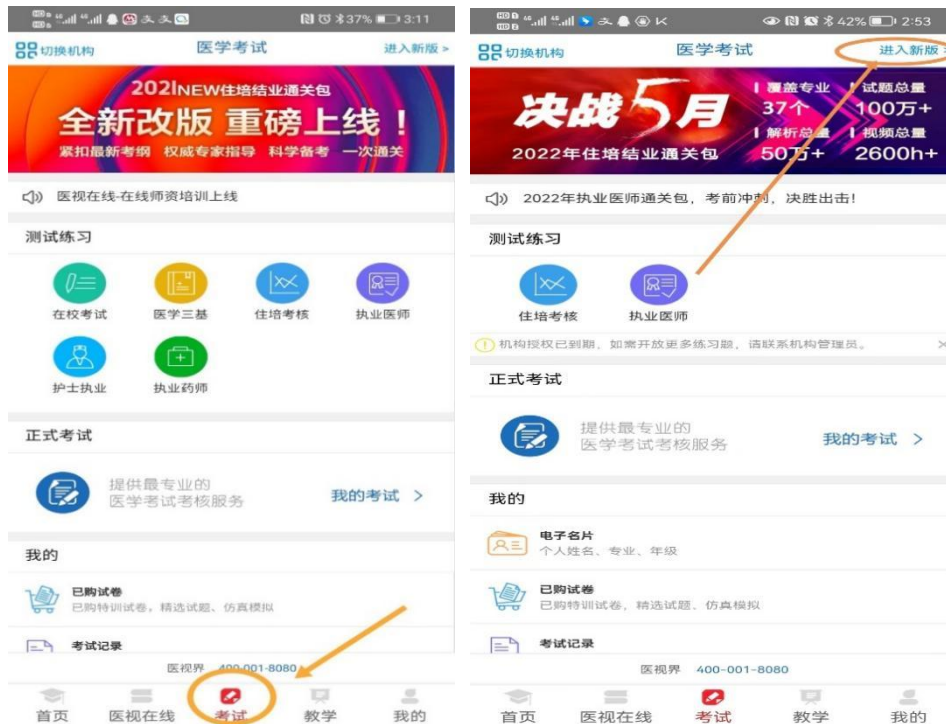 37% 3:11
切换机构
医学考试
进入新版 >
2021NEW住培结业通关包
全新改版 重磅上线！
紧扣最新考纲 权威专家指导 科学备考 一次通关
医视在线-在线师资培训上线
测试练习
在校考试 医学三基 住培考核 执业医师
护士执业 执业药师
正式考试
提供最专业的
医学考试考核服务
我的考试 >
我的
已购试卷
已购特训试卷，精选试题、仿真模拟
考试记录
医视界 400-001-8080
首页 医视在线 考试 教学 我的
42% 2:53
切换机构
医学考试
进入新版 >
决战5月
2022年住培结业通关包
覆盖专业
37个
试题总量
100万+
解析总量
50万+
视频总量
2600h+
2022年执业医师通关包，考前冲刺，决胜出击!
测试练习
住培考核 执业医师
机构授权已到期，如需开放更多练习题，请联系机构管理员。
正式考试
提供最专业的
医学考试考核服务
我的考试 >
我的
电子名片
个人姓名、专业、年级
已购试卷
已购特训试卷，精选试题、仿真模拟
考试记录
医视界 400-001-8080
首页 医视在线 考试 教学 我的